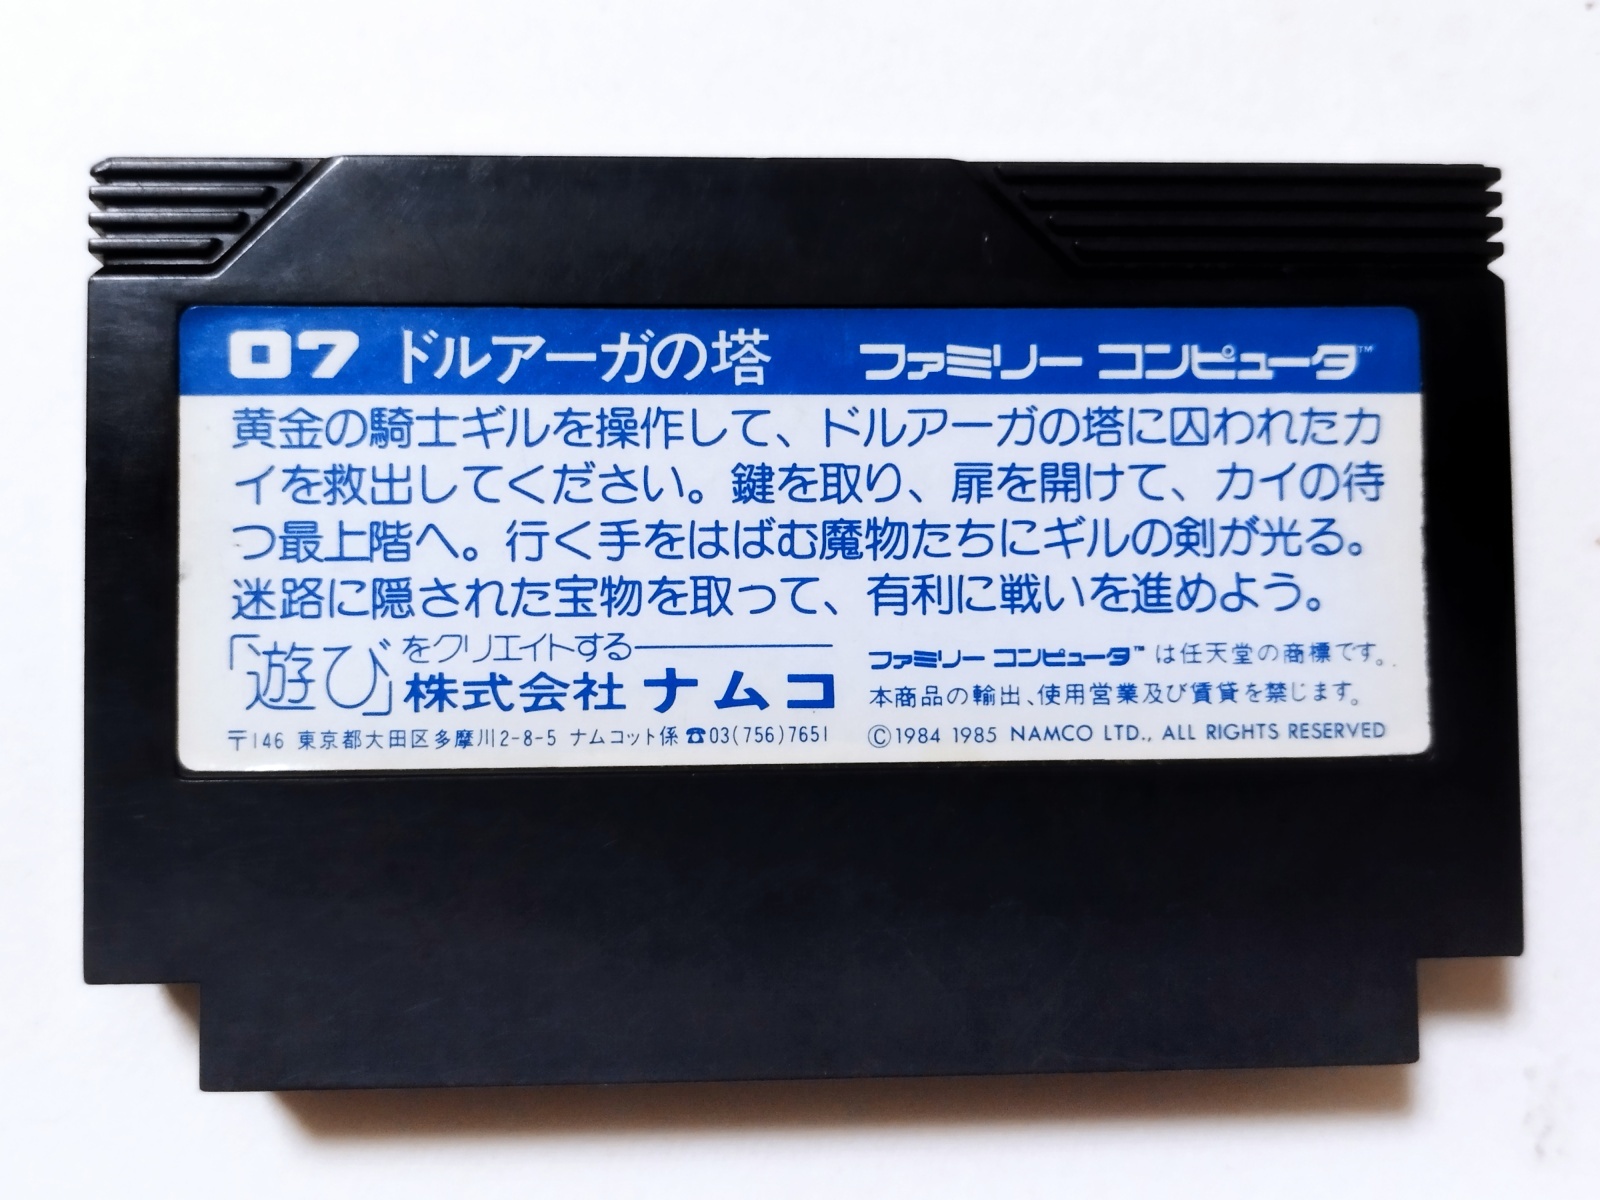 07 ドルアーガの塔 ファミリー コンピュータ™
黄金の騎士ギルを操作して、ドルアーガの塔に囚われたカ
イを救出してください。鍵を取り、扉を開けて、カイの待
つ最上階へ。行く手をはばむ魔物たちにギルの剣が光る。
迷路に隠された宝物を取って、有利に戦いを進めよう。
「遊び」をクリエイトする
株式会社 ナムコ
〒146 東京都大田区多摩川2-8-5 ナムコット係 ☎03(756)7651
ファミリー コンピュータ™ は任天堂の商標です。
本商品の輸出、使用営業及び賃貸を禁じます。
©1984 1985 NAMCO LTD., ALL RIGHTS RESERVED